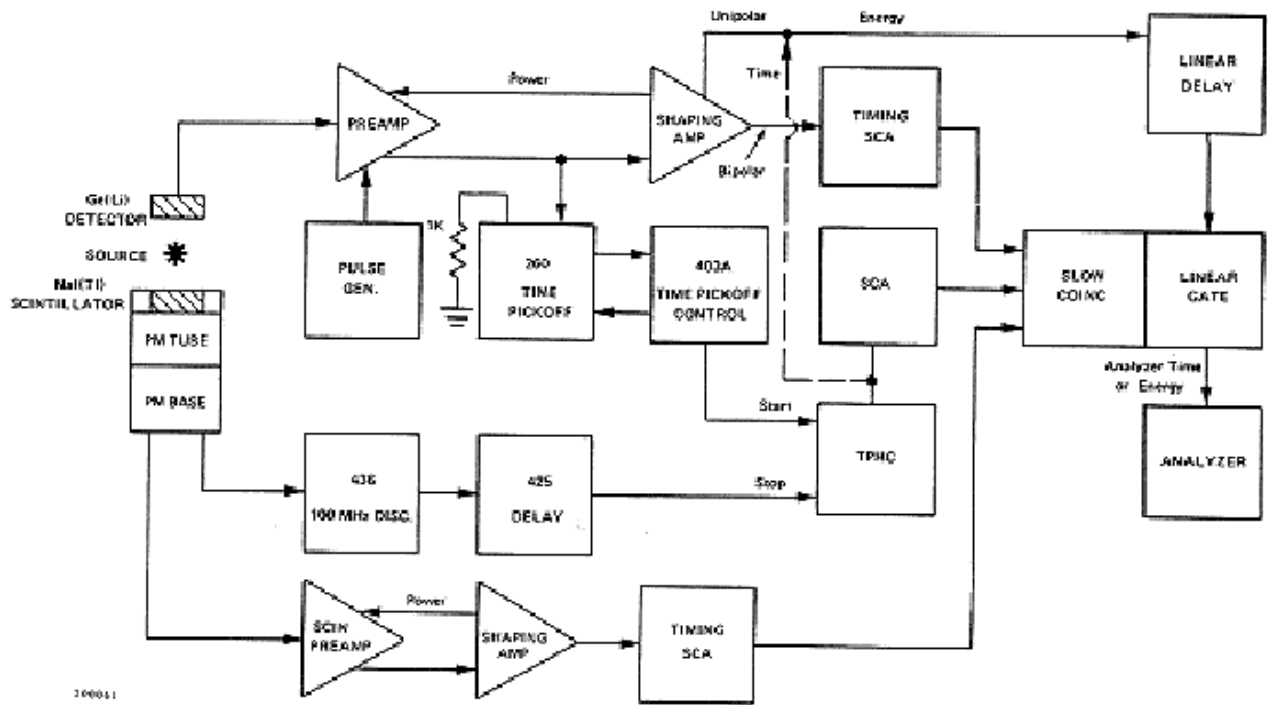 Unipolar
Energy
Power
Time
PREAMP
SHAPING
AMP
Bipolar
TIMING
SCA
LINEAR
DELAY
Ge(Li)
DETECTOR
SOURCE
NaI(Tl)
SCINTILLATOR
PM TUBE
PM BASE
PULSE
GEN.
1K
260
TIME
PICKOFF
403A
TIME PICKOFF
CONTROL
SCA
SLOW
COINC
LINEAR
GATE
Analyzer Time
or Energy
Start
TPHC
ANALYZER
436
100 MHz DISC.
425
DELAY
Stop
Power
SCIN
PREAMP
SHAPING
AMP
TIMING
SCA